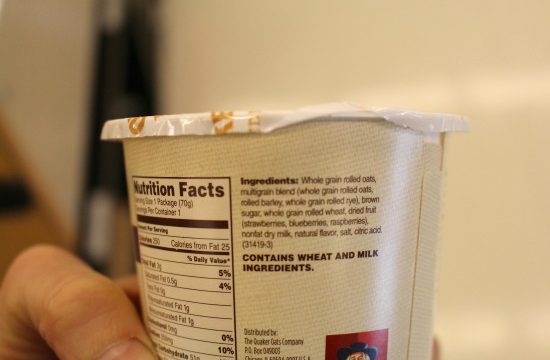 Nutrition Facts
Serving Size 1 Package (70g)
Servings Per Container 1
Amount Per Serving
Calories 250 Calories from Fat 25
% Daily Value*
Total Fat 3g 5%
Saturated Fat 0.5g 4%
Trans Fat 0g
Polyunsaturated Fat 1g
Monounsaturated Fat 1g
Cholesterol 0mg 0%
10%
Carbohydrate 51g
Ingredients: Whole grain rolled oats,
multigrain blend (whole grain rolled oats,
rolled barley, whole grain rolled rye), brown
sugar, whole grain rolled wheat, dried fruit
(strawberries, blueberries, raspberries),
nonfat dry milk, natural flavor, salt, citric acid.
(31419-3)
CONTAINS WHEAT AND MILK
INGREDIENTS.
Distributed by:
The Quaker Oats Company
P.O. Box 049003